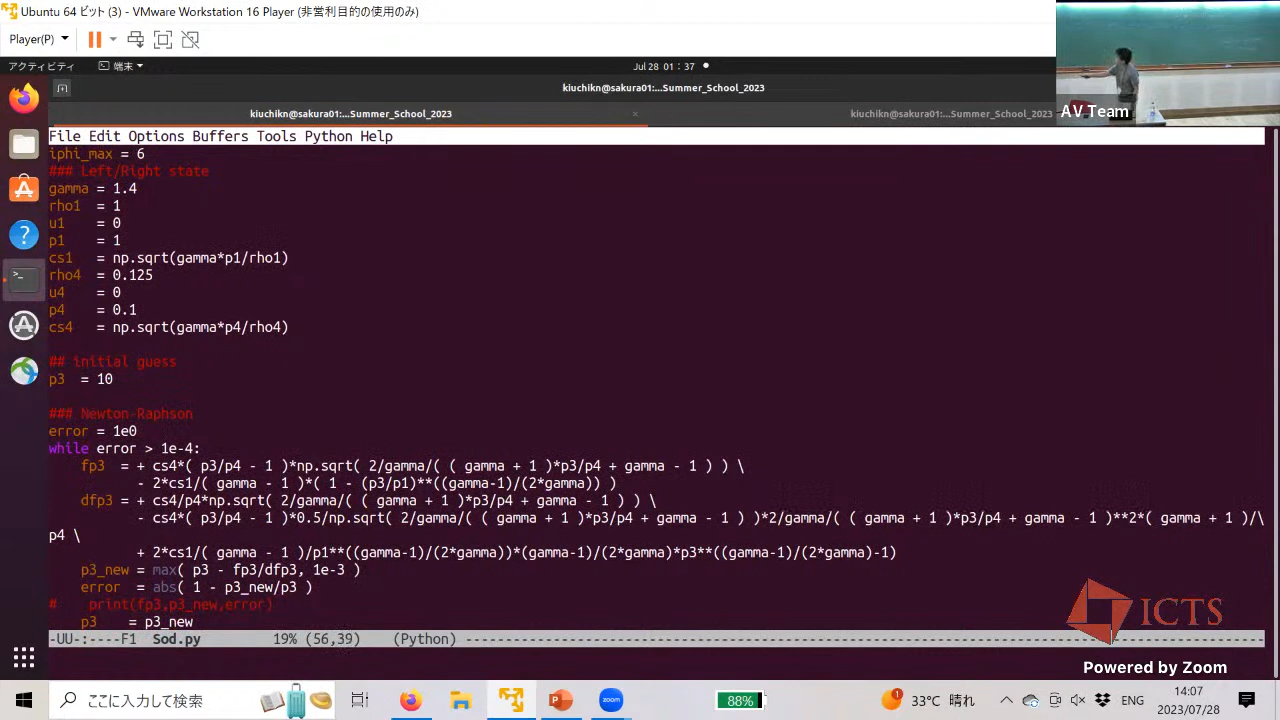 Ubuntu 64 ビット (3) - VMware Workstation 16 Player (非営利目的の使用のみ)
Player(P)
アクティビティ 端末 Jul 28 01:37
kiuchikn@sakura01:...Summer_School_2023
kiuchikn@sakura01:...Summer_School_2023 × kiuchikn@sakura01:...Summer_School_2023
AV Team
File Edit Options Buffers Tools Python Help
iphi_max = 6
### Left/Right state
gamma = 1.4
rho1 = 1
u1 = 0
p1 = 1
cs1 = np.sqrt(gamma*p1/rho1)
rho4 = 0.125
u4 = 0
p4 = 0.1
cs4 = np.sqrt(gamma*p4/rho4)
## initial guess
p3 = 10
### Newton-Raphson
error = 1e0
while error > 1e-4:
fp3 = + cs4*( p3/p4 - 1 )*np.sqrt( 2/gamma/( ( gamma + 1 )*p3/p4 + gamma - 1 ) ) \
- 2*cs1/( gamma - 1 )*( 1 - (p3/p1)**((gamma-1)/(2*gamma)) )
dfp3 = + cs4/p4*np.sqrt( 2/gamma/( ( gamma + 1 )*p3/p4 + gamma - 1 ) ) \
- cs4*( p3/p4 - 1 )*0.5/np.sqrt( 2/gamma/( ( gamma + 1 )*p3/p4 + gamma - 1 ) )*2/gamma/( ( gamma + 1 )*p3/p4 + gamma - 1 )**2*( gamma + 1 )/\
p4 \
+ 2*cs1/( gamma - 1 )/p1**((gamma-1)/(2*gamma))*(gamma-1)/(2*gamma)*p3**((gamma-1)/(2*gamma)-1)
p3_new = max( p3 - fp3/dfp3, 1e-3 )
error = abs( 1 - p3_new/p3 )
# print(fp3,p3_new,error)
p3 = p3_new
-UU-:----F1 Sod.py 19% (56,39) (Python)
ICTS
Powered by Zoom
ここに入力して検索
88%
1
33°C 晴れ
ENG
14:07
2023/07/28